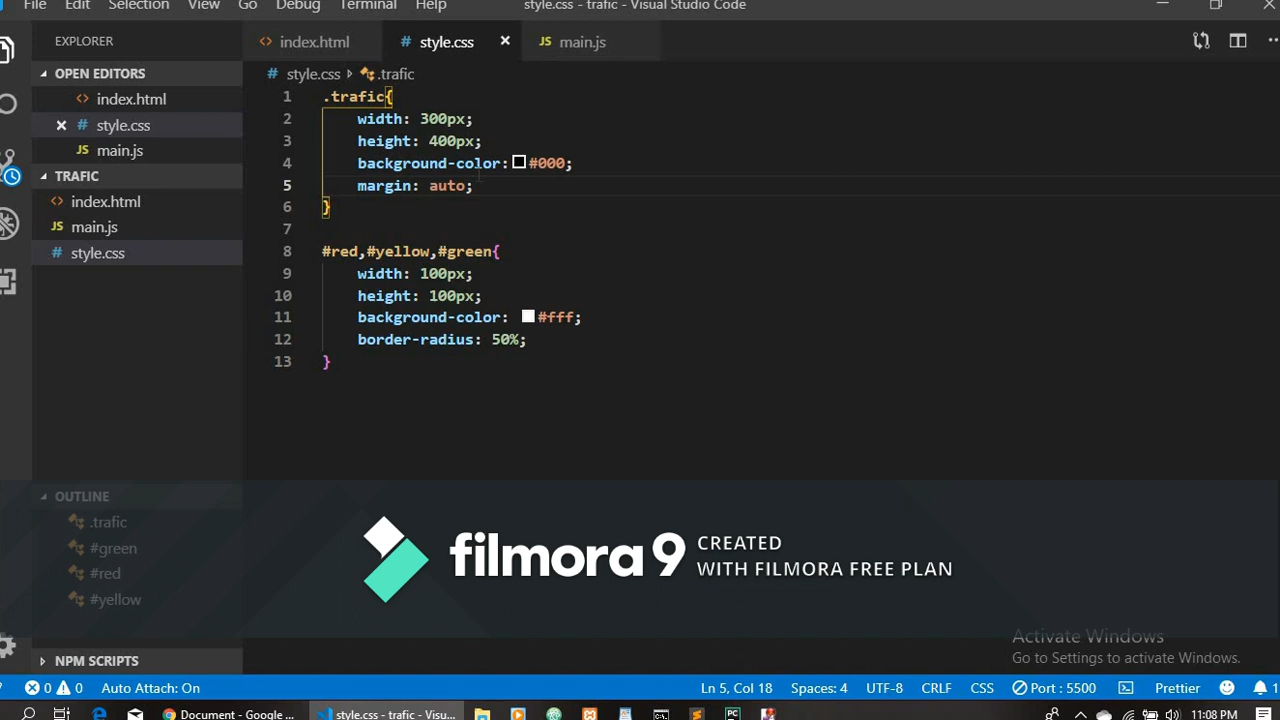 File Edit Selection View Go Debug Terminal Help style.css - trafic - Visual Studio Code
EXPLORER
index.html style.css main.js
OPEN EDITORS
index.html
style.css
main.js
TRAFIC
index.html
main.js
style.css
OUTLINE
.trafic
#green
#red
#yellow
NPM SCRIPTS
style.css .trafic
1 .trafic{
2 width: 300px;
3 height: 400px;
4 background-color: #000;
5 margin: auto;
6 }
7
8 #red,#yellow,#green{
9 width: 100px;
10 height: 100px;
11 background-color: #fff;
12 border-radius: 50%;
13 }
filmora9 CREATED
WITH FILMORA FREE PLAN
Activate Windows
Go to Settings to activate Windows.
0 0 Auto Attach: On Ln 5, Col 18 Spaces: 4 UTF-8 CRLF CSS Port : 5500 Prettier 1
Document - Google ... style.css - trafic - Visu... 11:08 PM